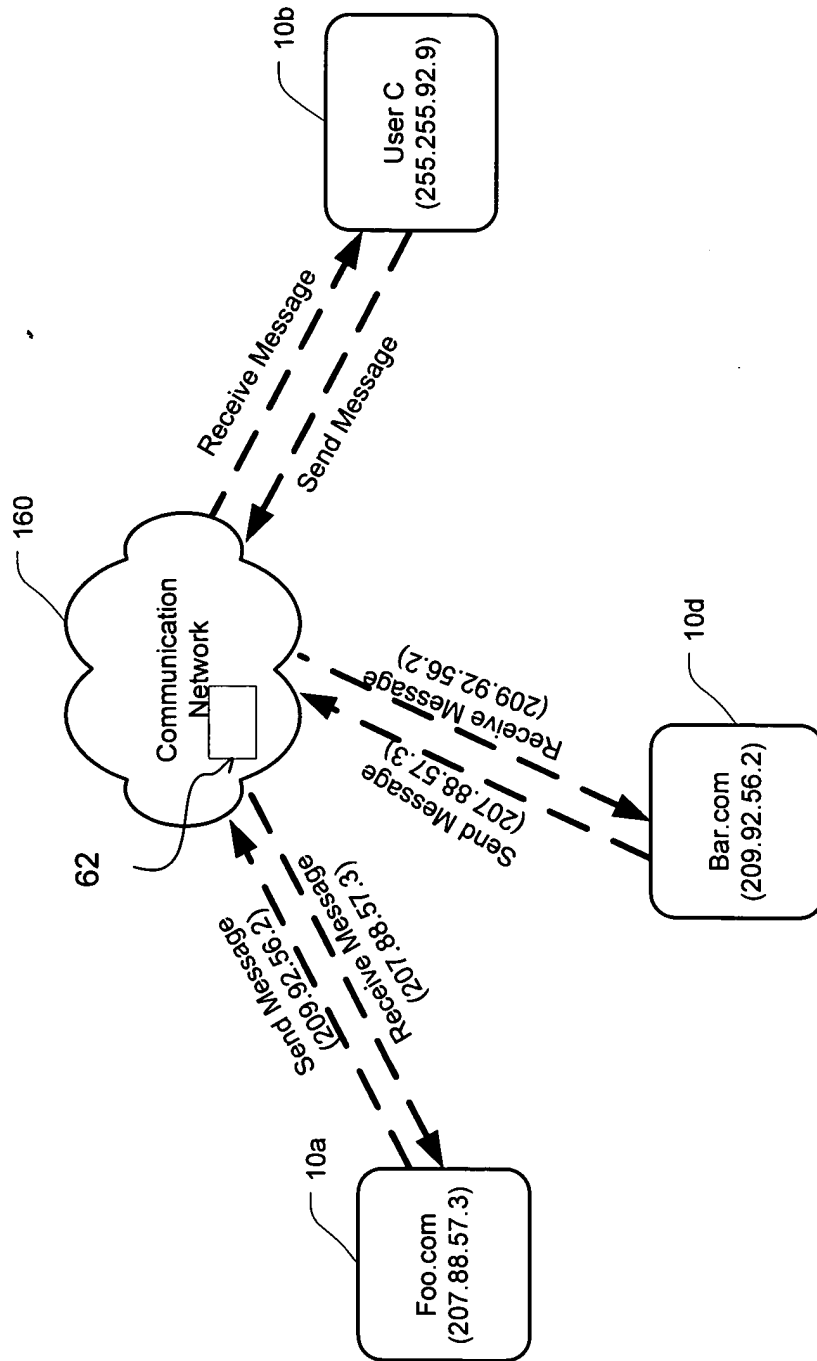 160
Communication
Network
62
Send Message
(209.92.56.2)
Receive Message
(207.88.57.3)
Receive Message
Send Message
10b
User C
(255.255.92.9)
10a
Foo.com
(207.88.57.3)
Send Message
(207.88.57.3)
Receive Message
(209.92.56.2)
10d
Bar.com
(209.92.56.2)